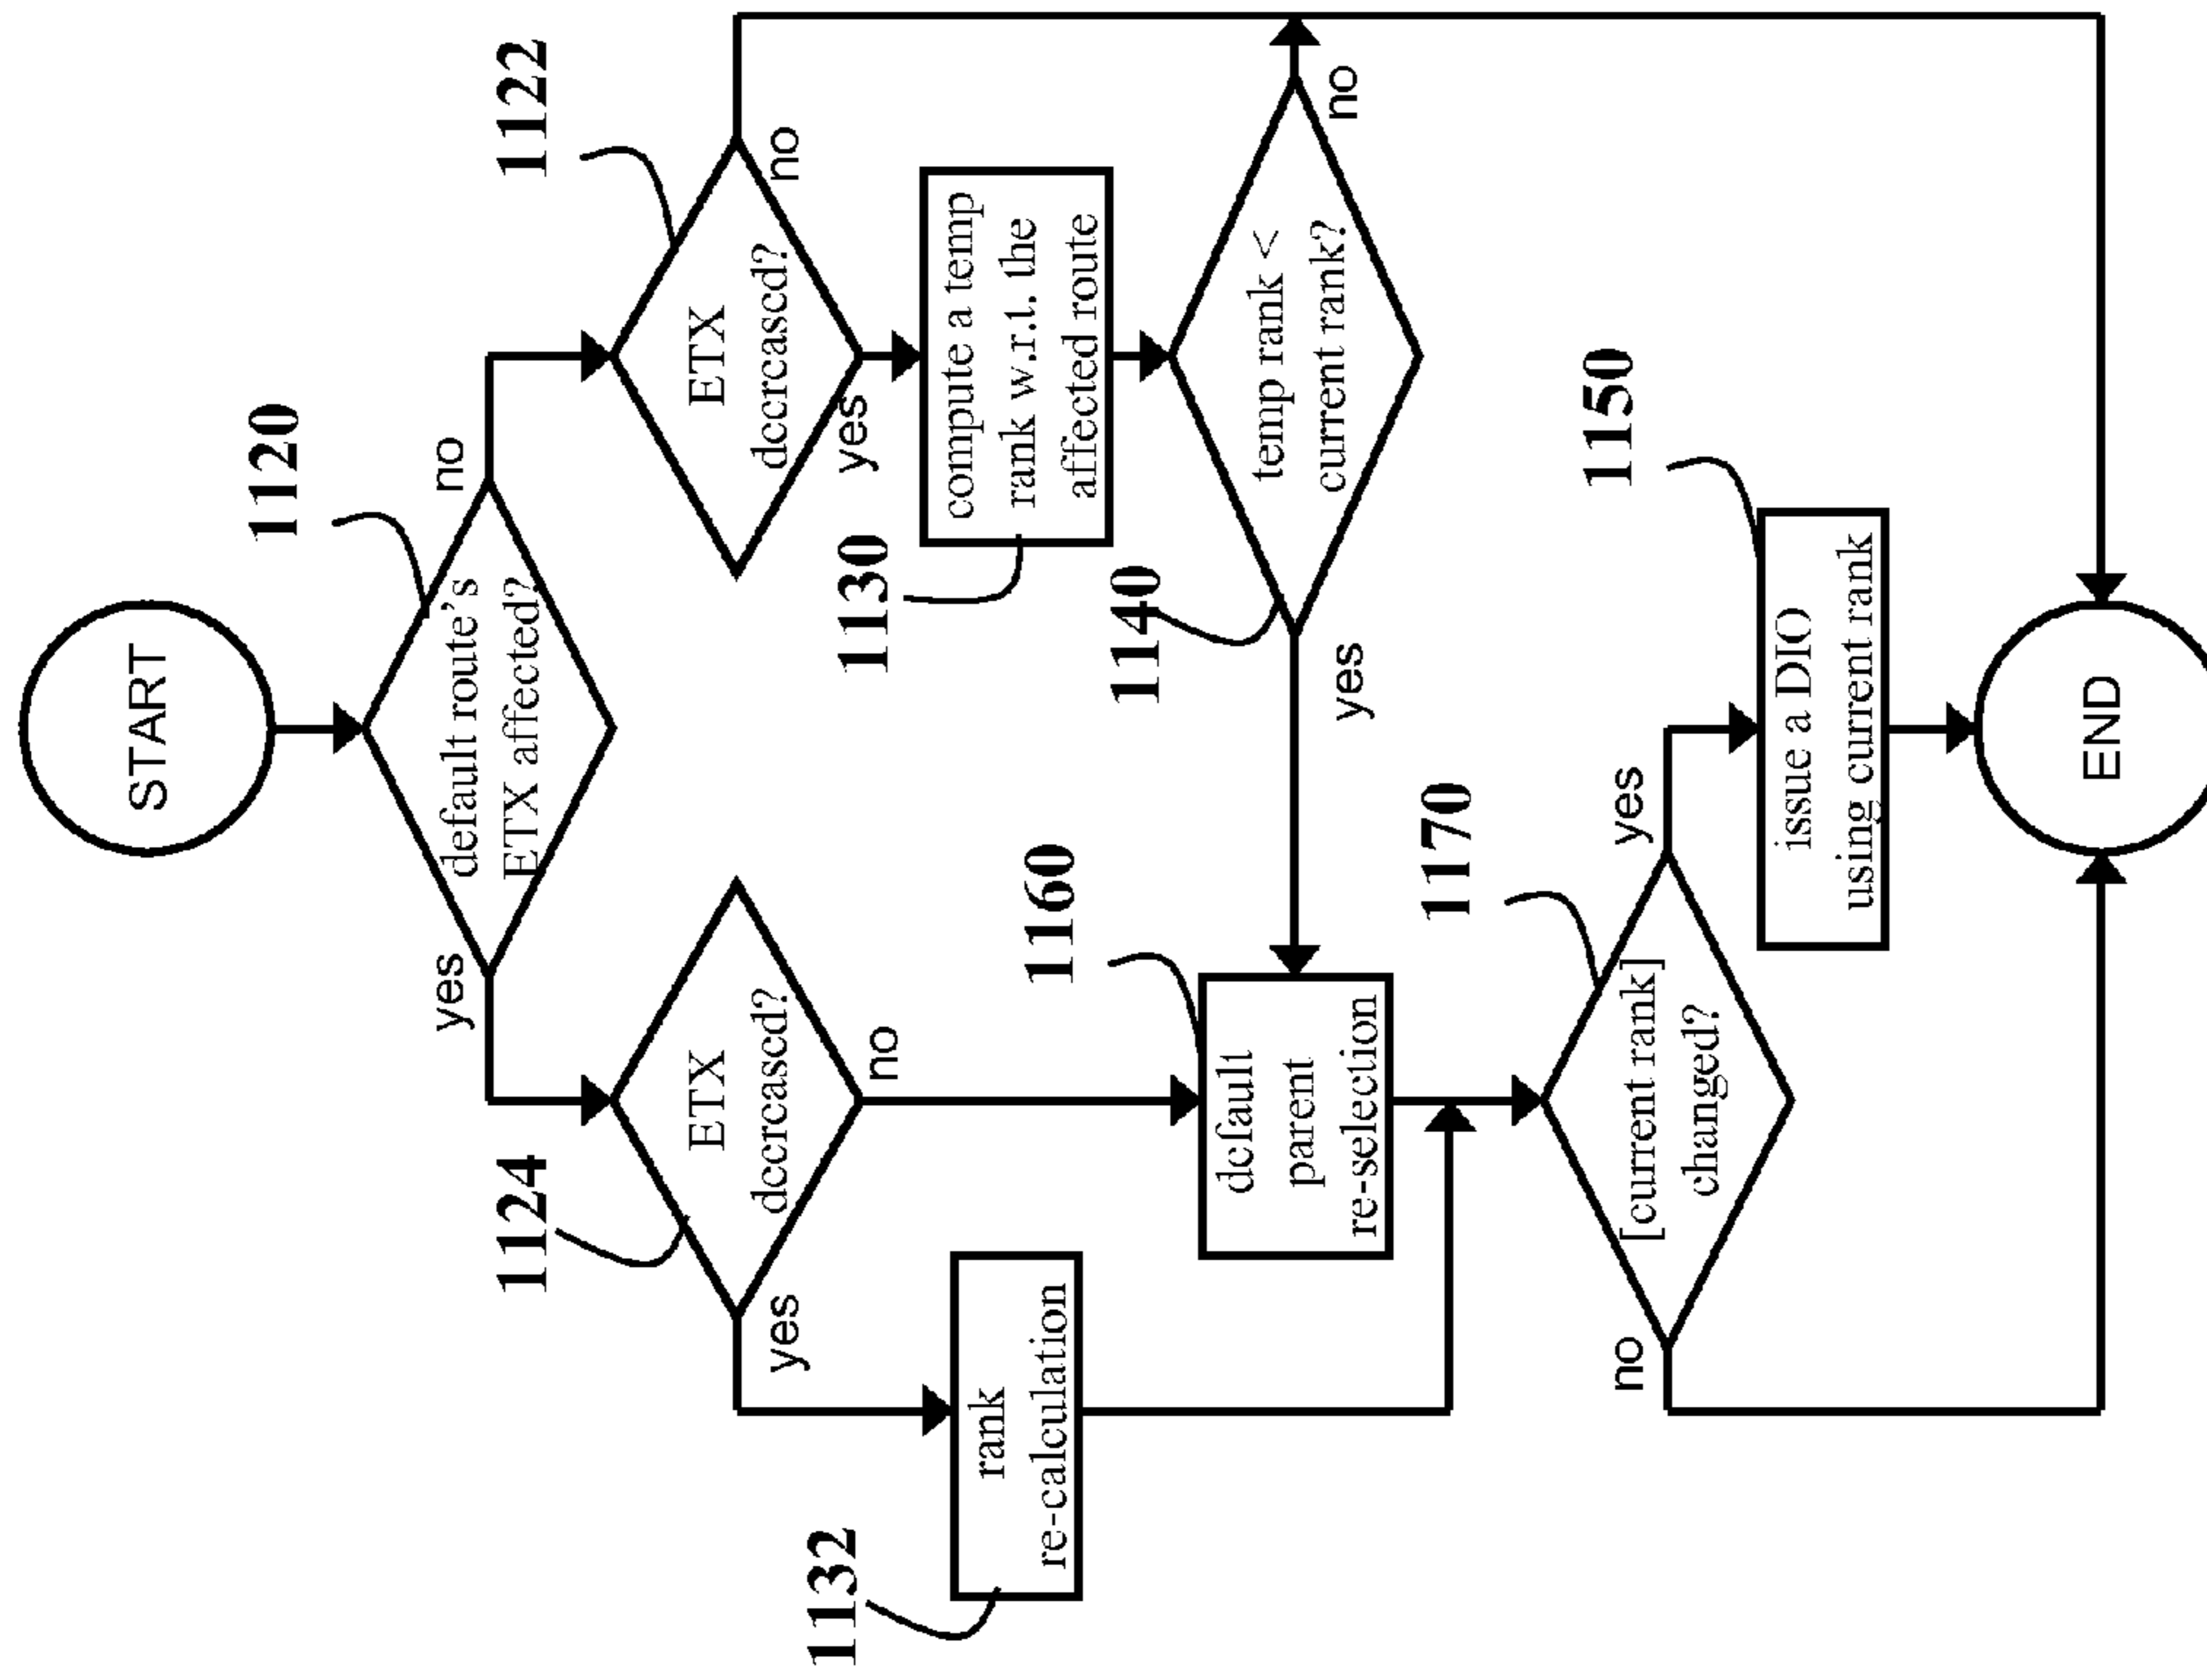 START
1120
default route's
ETX affected?
yes
no
1124
ETX
decreased?
yes
no
1122
ETX
decreased?
no
yes
1132
rank
re-calculation
1130
compute a temp
rank w.r.t. the
affected route
1140
temp rank <
current rank?
no
yes
1160
default
parent
re-selection
1170
[current rank]
changed?
no
yes
1150
issue a DIO
using current rank
END